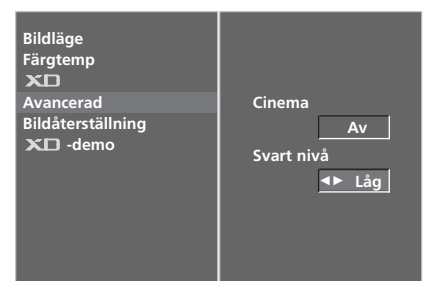 Bildläge
Färgtemp
XD
Avancerad
Bildåterställning
XD -demo
Cinema
Av
Svart nivå
◄► Låg